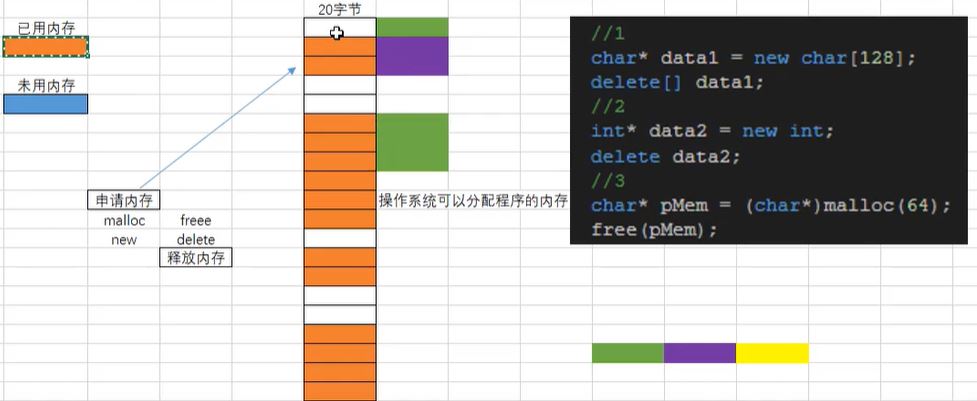 20字节
已用内存
未用内存
申请内存
malloc freee
new delete
释放内存
操作系统可以分配程序的内存
//1
char* data1 = new char[128];
delete[] data1;
//2
int* data2 = new int;
delete data2;
//3
char* pMem = (char*)malloc(64);
free(pMem);